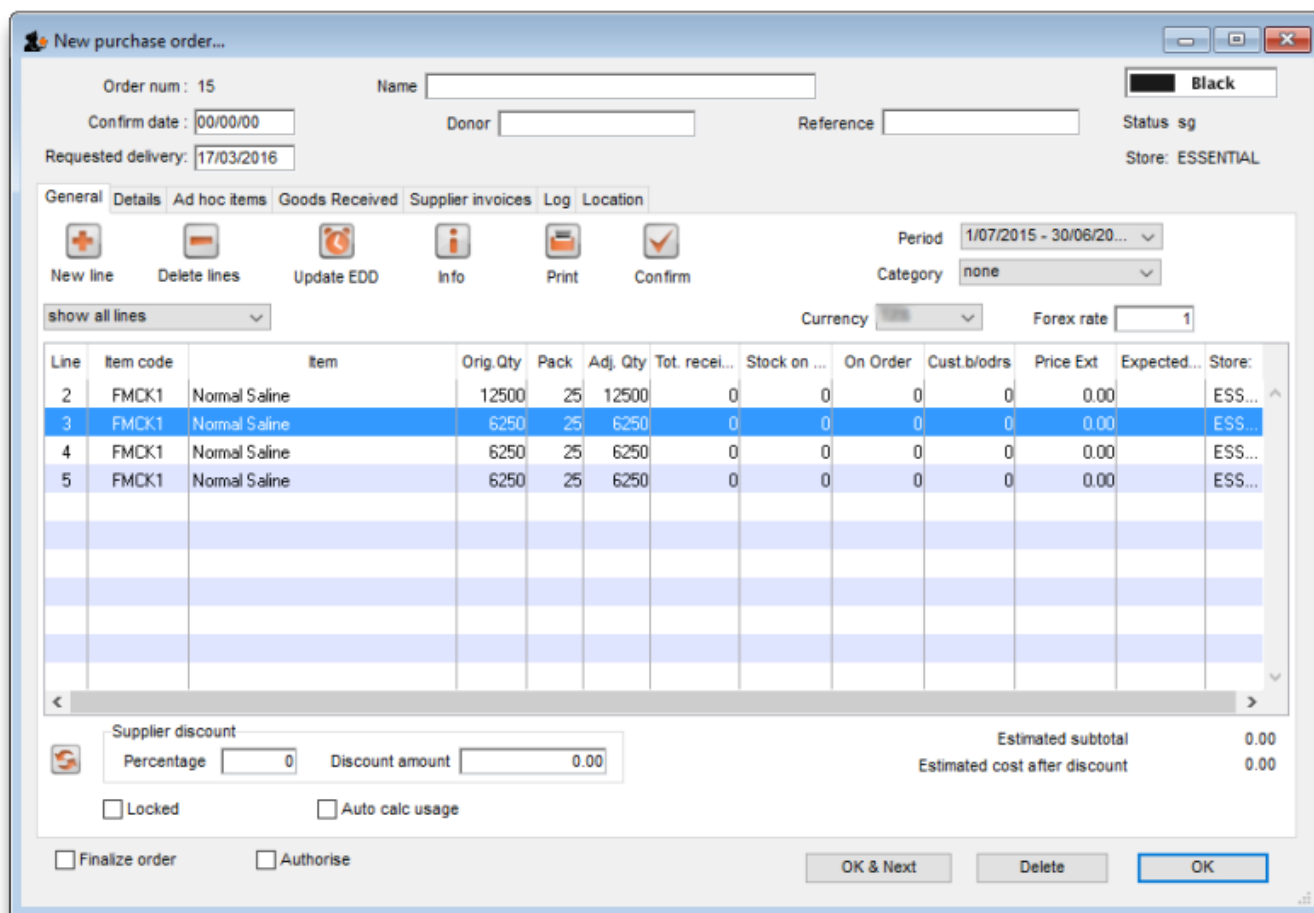 New purchase order...
Order num : 15 Name Black
Confirm date : 00/00/00 Donor Reference Status sg
Requested delivery: 17/03/2016 Store: ESSENTIAL
General Details Ad hoc items Goods Received Supplier invoices Log Location
New line Delete lines Update EDD Info Print Confirm
Period 1/07/2015 - 30/06/20...
Category none
show all lines Currency Forex rate 1
Line Item code Item Orig.Qty Pack Adj. Qty Tot. recei... Stock on ... On Order Cust.b/odrs Price Ext Expected... Store:
2 FMCK1 Normal Saline 12500 25 12500 0 0 0 0 0.00 ESS...
3 FMCK1 Normal Saline 6250 25 6250 0 0 0 0 0.00 ESS...
4 FMCK1 Normal Saline 6250 25 6250 0 0 0 0 0.00 ESS...
5 FMCK1 Normal Saline 6250 25 6250 0 0 0 0 0.00 ESS...
Supplier discount
Percentage 0 Discount amount 0.00
Estimated subtotal 0.00
Estimated cost after discount 0.00
Locked Auto calc usage
Finalize order Authorise OK & Next Delete OK